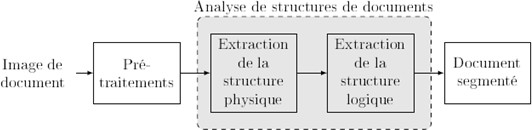 Analyse de structures de documents
Image de
document
Pré-
traitements
Extraction
de la
structure
physique
Extraction
de la
structure
logique
Document
segmenté